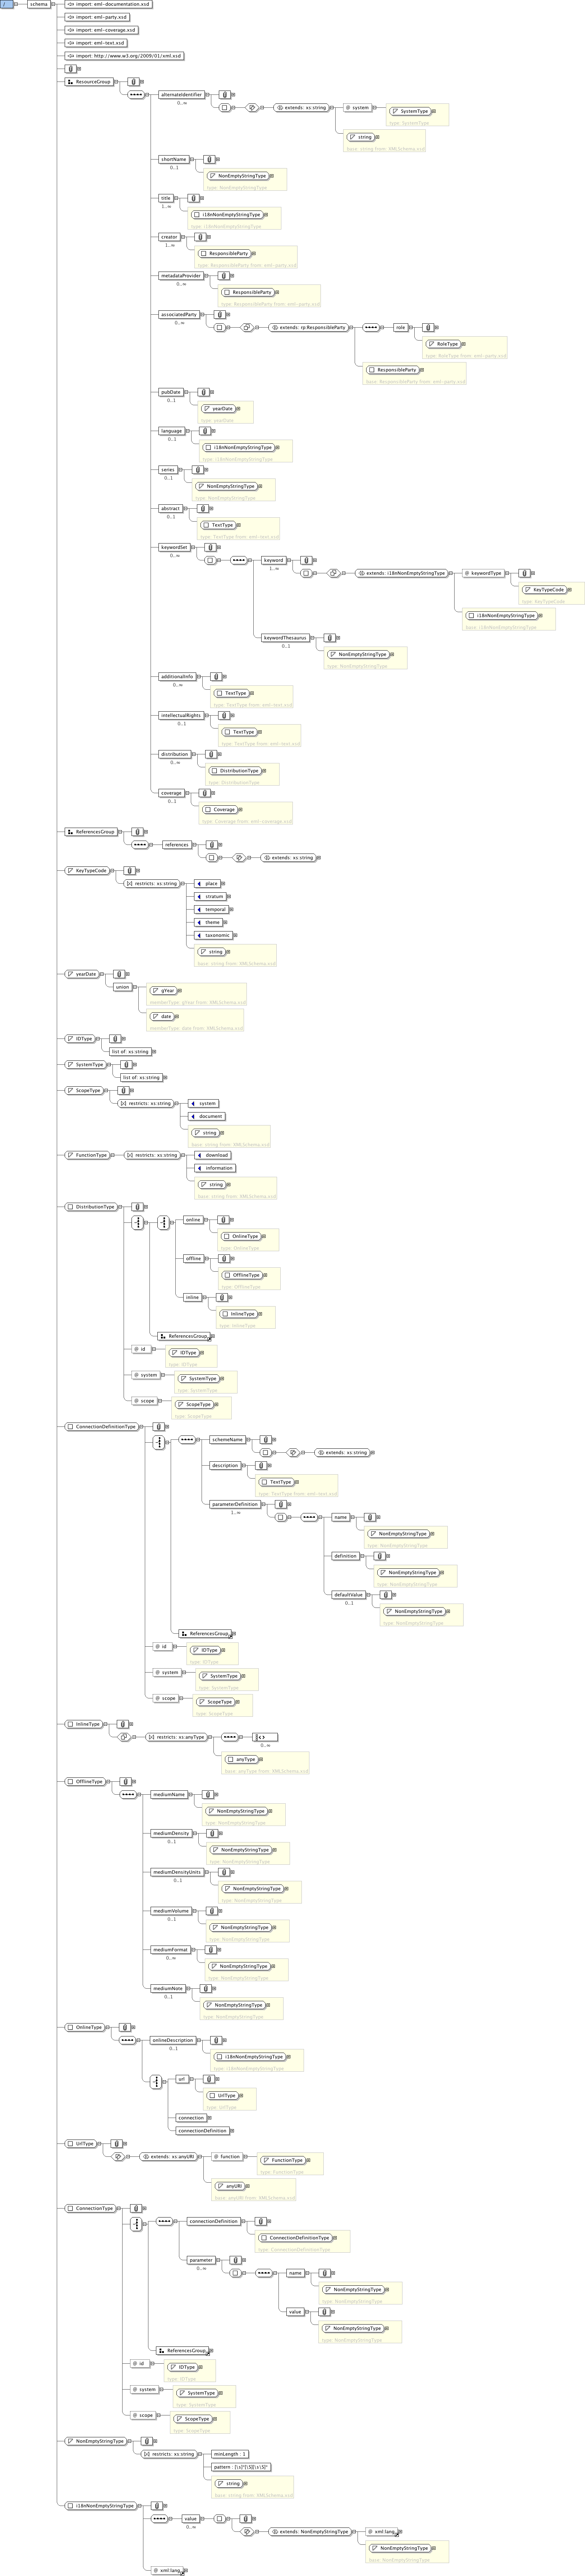 /
schema
import: eml-documentation.xsd
import: eml-party.xsd
import: eml-coverage.xsd
import: eml-text.xsd
import: http://www.w3.org/2009/01/xml.xsd
ResourceGroup
alternateIdentifier
0..∞
extends: xs:string
@ system
SystemType
type: SystemType
string
base: string from: XMLSchema.xsd
shortName
0..1
NonEmptyStringType
type: NonEmptyStringType
title
1..∞
i18nNonEmptyStringType
type: i18nNonEmptyStringType
creator
1..∞
ResponsibleParty
type: ResponsibleParty from: eml-party.xsd
metadataProvider
0..∞
ResponsibleParty
type: ResponsibleParty from: eml-party.xsd
associatedParty
0..∞
extends: rp:ResponsibleParty
role
RoleType
type: RoleType from: eml-party.xsd
ResponsibleParty
base: ResponsibleParty from: eml-party.xsd
pubDate
0..1
yearDate
type: yearDate
language
0..1
i18nNonEmptyStringType
type: i18nNonEmptyStringType
series
0..1
NonEmptyStringType
type: NonEmptyStringType
abstract
0..1
TextType
type: TextType from: eml-text.xsd
keywordSet
0..∞
keyword
1..∞
extends: i18nNonEmptyStringType
@ keywordType
KeyTypeCode
type: KeyTypeCode
i18nNonEmptyStringType
base: i18nNonEmptyStringType
keywordThesaurus
0..1
NonEmptyStringType
type: NonEmptyStringType
additionalInfo
0..∞
TextType
type: TextType from: eml-text.xsd
intellectualRights
0..1
TextType
type: TextType from: eml-text.xsd
distribution
0..∞
DistributionType
type: DistributionType
coverage
0..1
Coverage
type: Coverage from: eml-coverage.xsd
ReferencesGroup
references
extends: xs:string
KeyTypeCode
restricts: xs:string
place
stratum
temporal
theme
taxonomic
string
base: string from: XMLSchema.xsd
yearDate
union
gYear
memberType: gYear from: XMLSchema.xsd
date
memberType: date from: XMLSchema.xsd
IDType
list of: xs:string
SystemType
list of: xs:string
ScopeType
restricts: xs:string
system
document
string
base: string from: XMLSchema.xsd
FunctionType
restricts: xs:string
download
information
string
base: string from: XMLSchema.xsd
DistributionType
online
OnlineType
type: OnlineType
offline
OfflineType
type: OfflineType
inline
InlineType
type: InlineType
ReferencesGroup
@ id
IDType
type: IDType
@ system
SystemType
type: SystemType
@ scope
ScopeType
type: ScopeType
ConnectionDefinitionType
schemeName
extends: xs:string
description
TextType
type: TextType from: eml-text.xsd
parameterDefinition
1..∞
name
NonEmptyStringType
type: NonEmptyStringType
definition
NonEmptyStringType
type: NonEmptyStringType
defaultValue
0..1
NonEmptyStringType
type: NonEmptyStringType
ReferencesGroup
@ id
IDType
type: IDType
@ system
SystemType
type: SystemType
@ scope
ScopeType
type: ScopeType
InlineType
restricts: xs:anyType
<>
0..∞
anyType
base: anyType from: XMLSchema.xsd
OfflineType
mediumName
NonEmptyStringType
type: NonEmptyStringType
mediumDensity
0..1
NonEmptyStringType
type: NonEmptyStringType
mediumDensityUnits
0..1
NonEmptyStringType
type: NonEmptyStringType
mediumVolume
0..1
NonEmptyStringType
type: NonEmptyStringType
mediumFormat
0..∞
NonEmptyStringType
type: NonEmptyStringType
mediumNote
0..1
NonEmptyStringType
type: NonEmptyStringType
OnlineType
onlineDescription
0..1
i18nNonEmptyStringType
type: i18nNonEmptyStringType
url
UrlType
type: UrlType
connection
connectionDefinition
UrlType
extends: xs:anyURI
@ function
FunctionType
type: FunctionType
anyURI
base: anyURI from: XMLSchema.xsd
ConnectionType
connectionDefinition
ConnectionDefinitionType
type: ConnectionDefinitionType
parameter
0..∞
name
NonEmptyStringType
type: NonEmptyStringType
value
NonEmptyStringType
type: NonEmptyStringType
ReferencesGroup
@ id
IDType
type: IDType
@ system
SystemType
type: SystemType
@ scope
ScopeType
type: ScopeType
NonEmptyStringType
restricts: xs:string
minLength : 1
pattern : [\s]*[\S][\s\S]*
string
base: string from: XMLSchema.xsd
i18nNonEmptyStringType
value
0..∞
extends: NonEmptyStringType
@ xml:lang
NonEmptyStringType
base: NonEmptyStringType
@ xml:lang